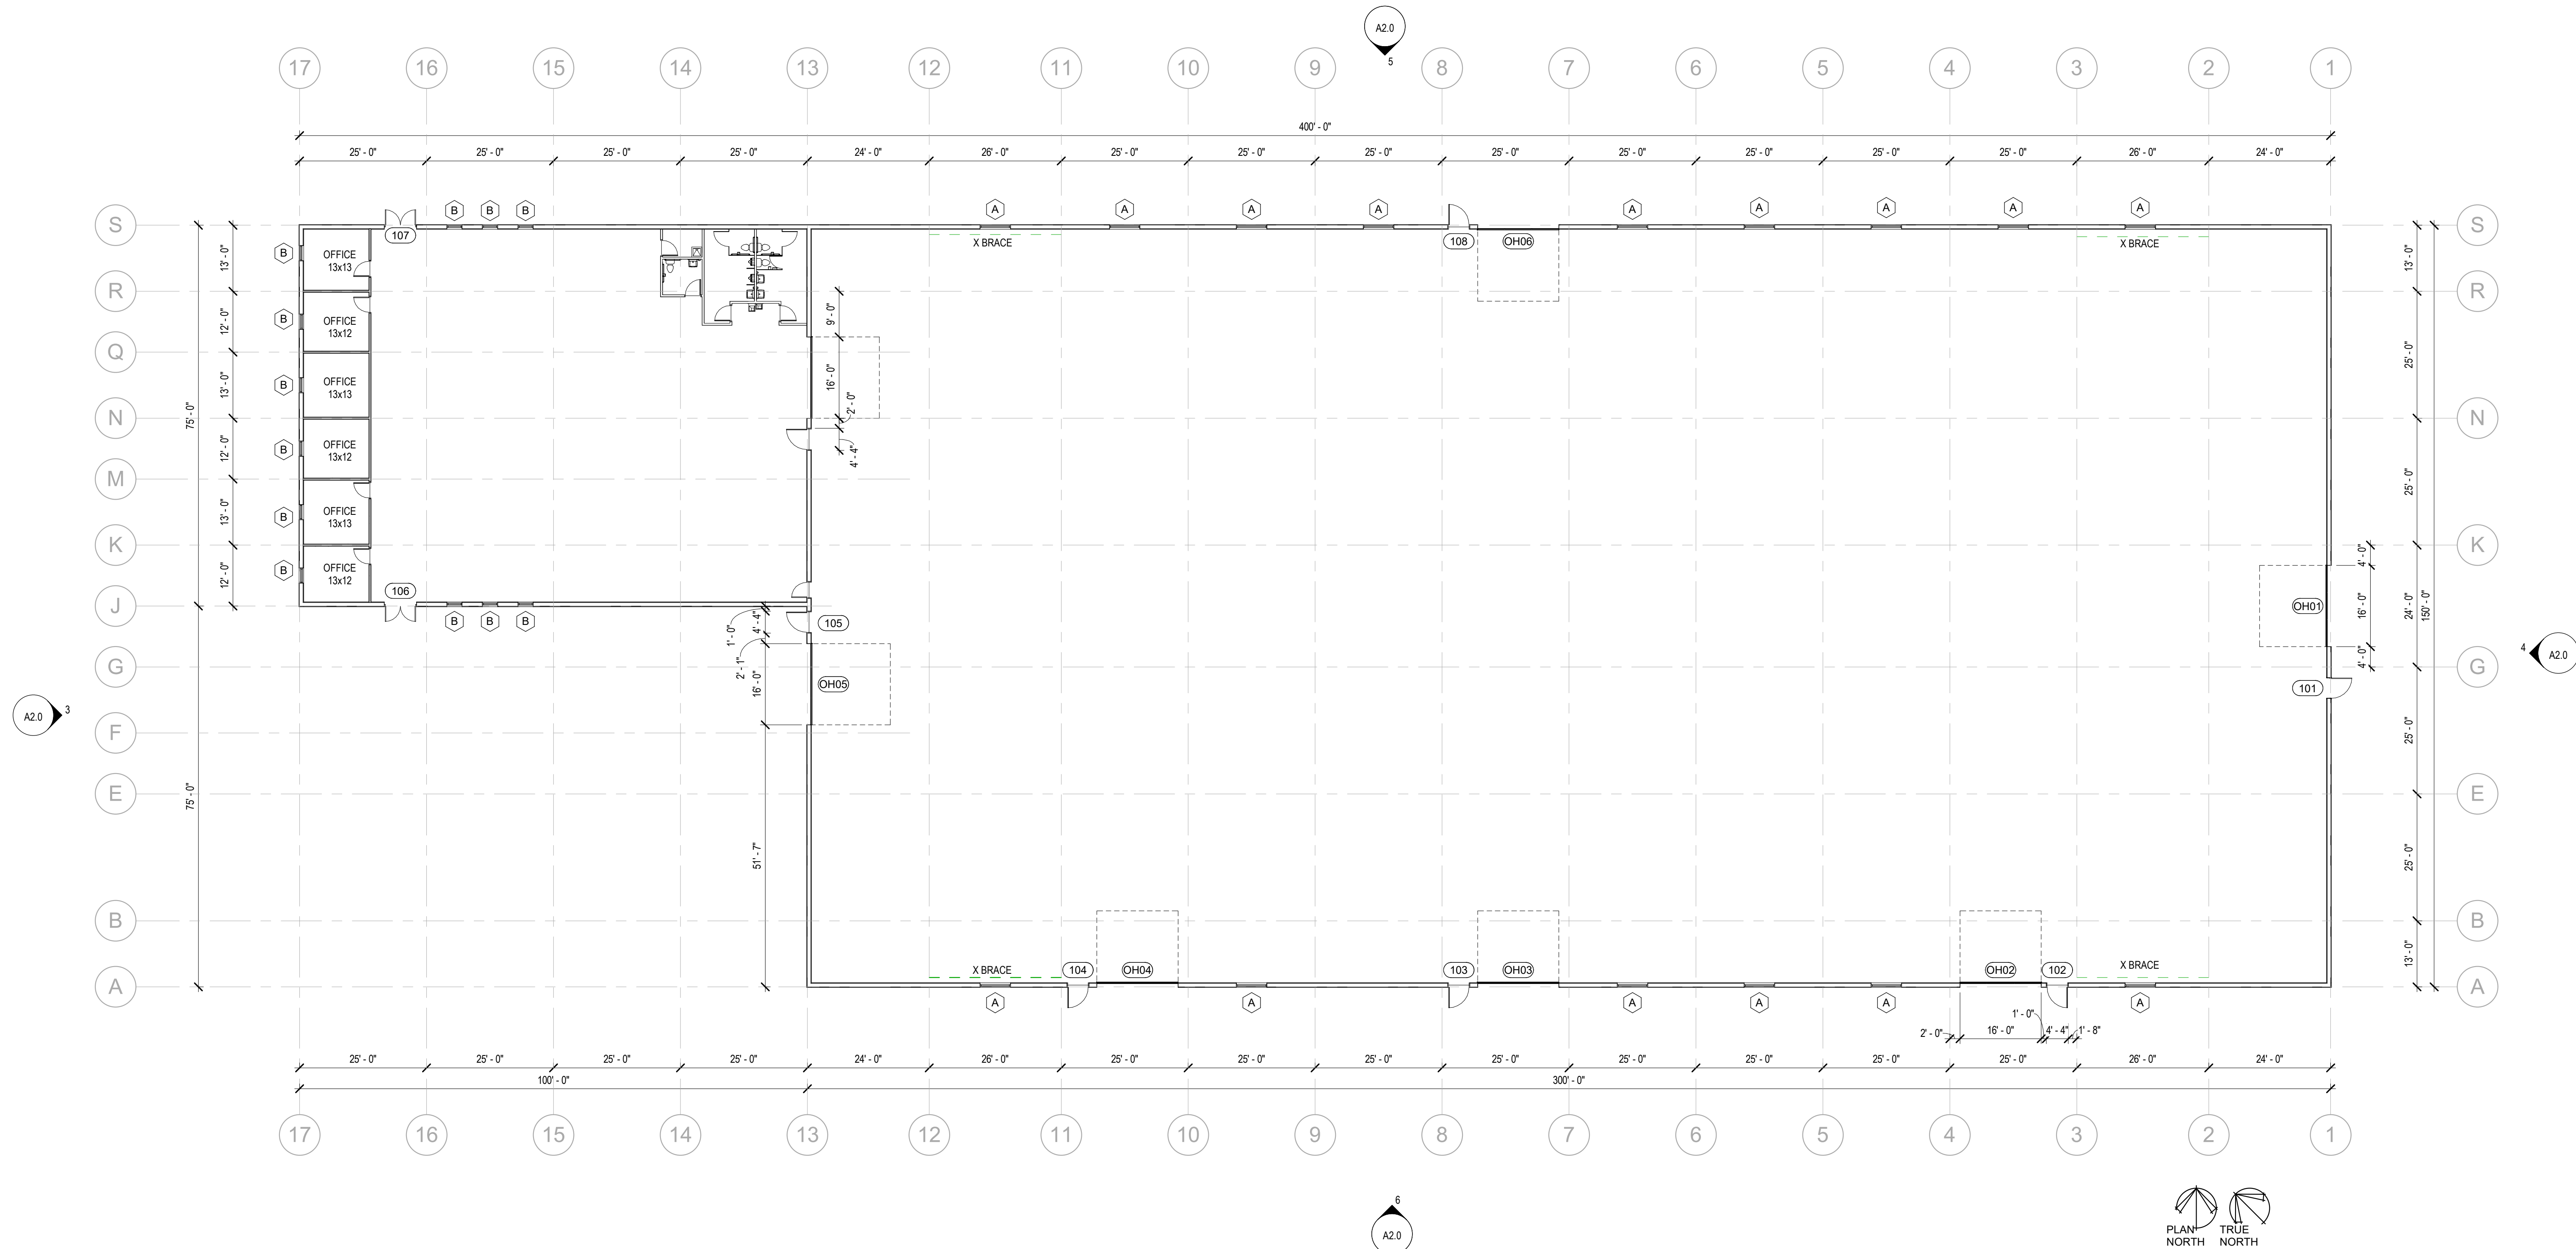 A2.0
5
17 16 15 14 13 12 11 10 9 8 7 6 5 4 3 2 1
400' - 0"
25' - 0" 25' - 0" 25' - 0" 25' - 0" 24' - 0" 26' - 0" 25' - 0" 25' - 0" 25' - 0" 25' - 0" 25' - 0" 25' - 0" 25' - 0" 25' - 0" 26' - 0" 24' - 0"
B B B A A A A A A A A A
S S
107 108 OH06
X BRACE X BRACE
B
OFFICE
13x13
13' - 0" 13' - 0"
R R
9' - 0"
B
OFFICE
13x12
12' - 0"
Q
25' - 0"
16' - 0"
B
OFFICE
13x13
13' - 0"
75' - 0"
2' - 0"
N N
B
OFFICE
13x12
12' - 0"
4' - 4"
M
25' - 0"
B
OFFICE
13x13
13' - 0"
K K
4' - 0"
B
OFFICE
13x12
12' - 0"
106
J
OH01
16' - 0"
24' - 0"
150' - 0"
B B B
105
4' - 4"
1' - 0"
2' - 1"
4' - 0"
G G
16' - 0"
OH05
101
4
A2.0
A2.0
3
F
25' - 0"
E E
75' - 0"
51' - 7"
25' - 0"
B B
X BRACE 104 OH04 103 OH03 OH02 102 X BRACE
13' - 0"
A A
A A A A A A
2' - 0" 16' - 0" 1' - 0" 4' - 4" 1' - 8"
25' - 0" 25' - 0" 25' - 0" 25' - 0" 24' - 0" 26' - 0" 25' - 0" 25' - 0" 25' - 0" 25' - 0" 25' - 0" 25' - 0" 25' - 0" 25' - 0" 26' - 0" 24' - 0"
100' - 0" 300' - 0"
17 16 15 14 13 12 11 10 9 8 7 6 5 4 3 2 1
6
A2.0
PLAN
NORTH
TRUE
NORTH